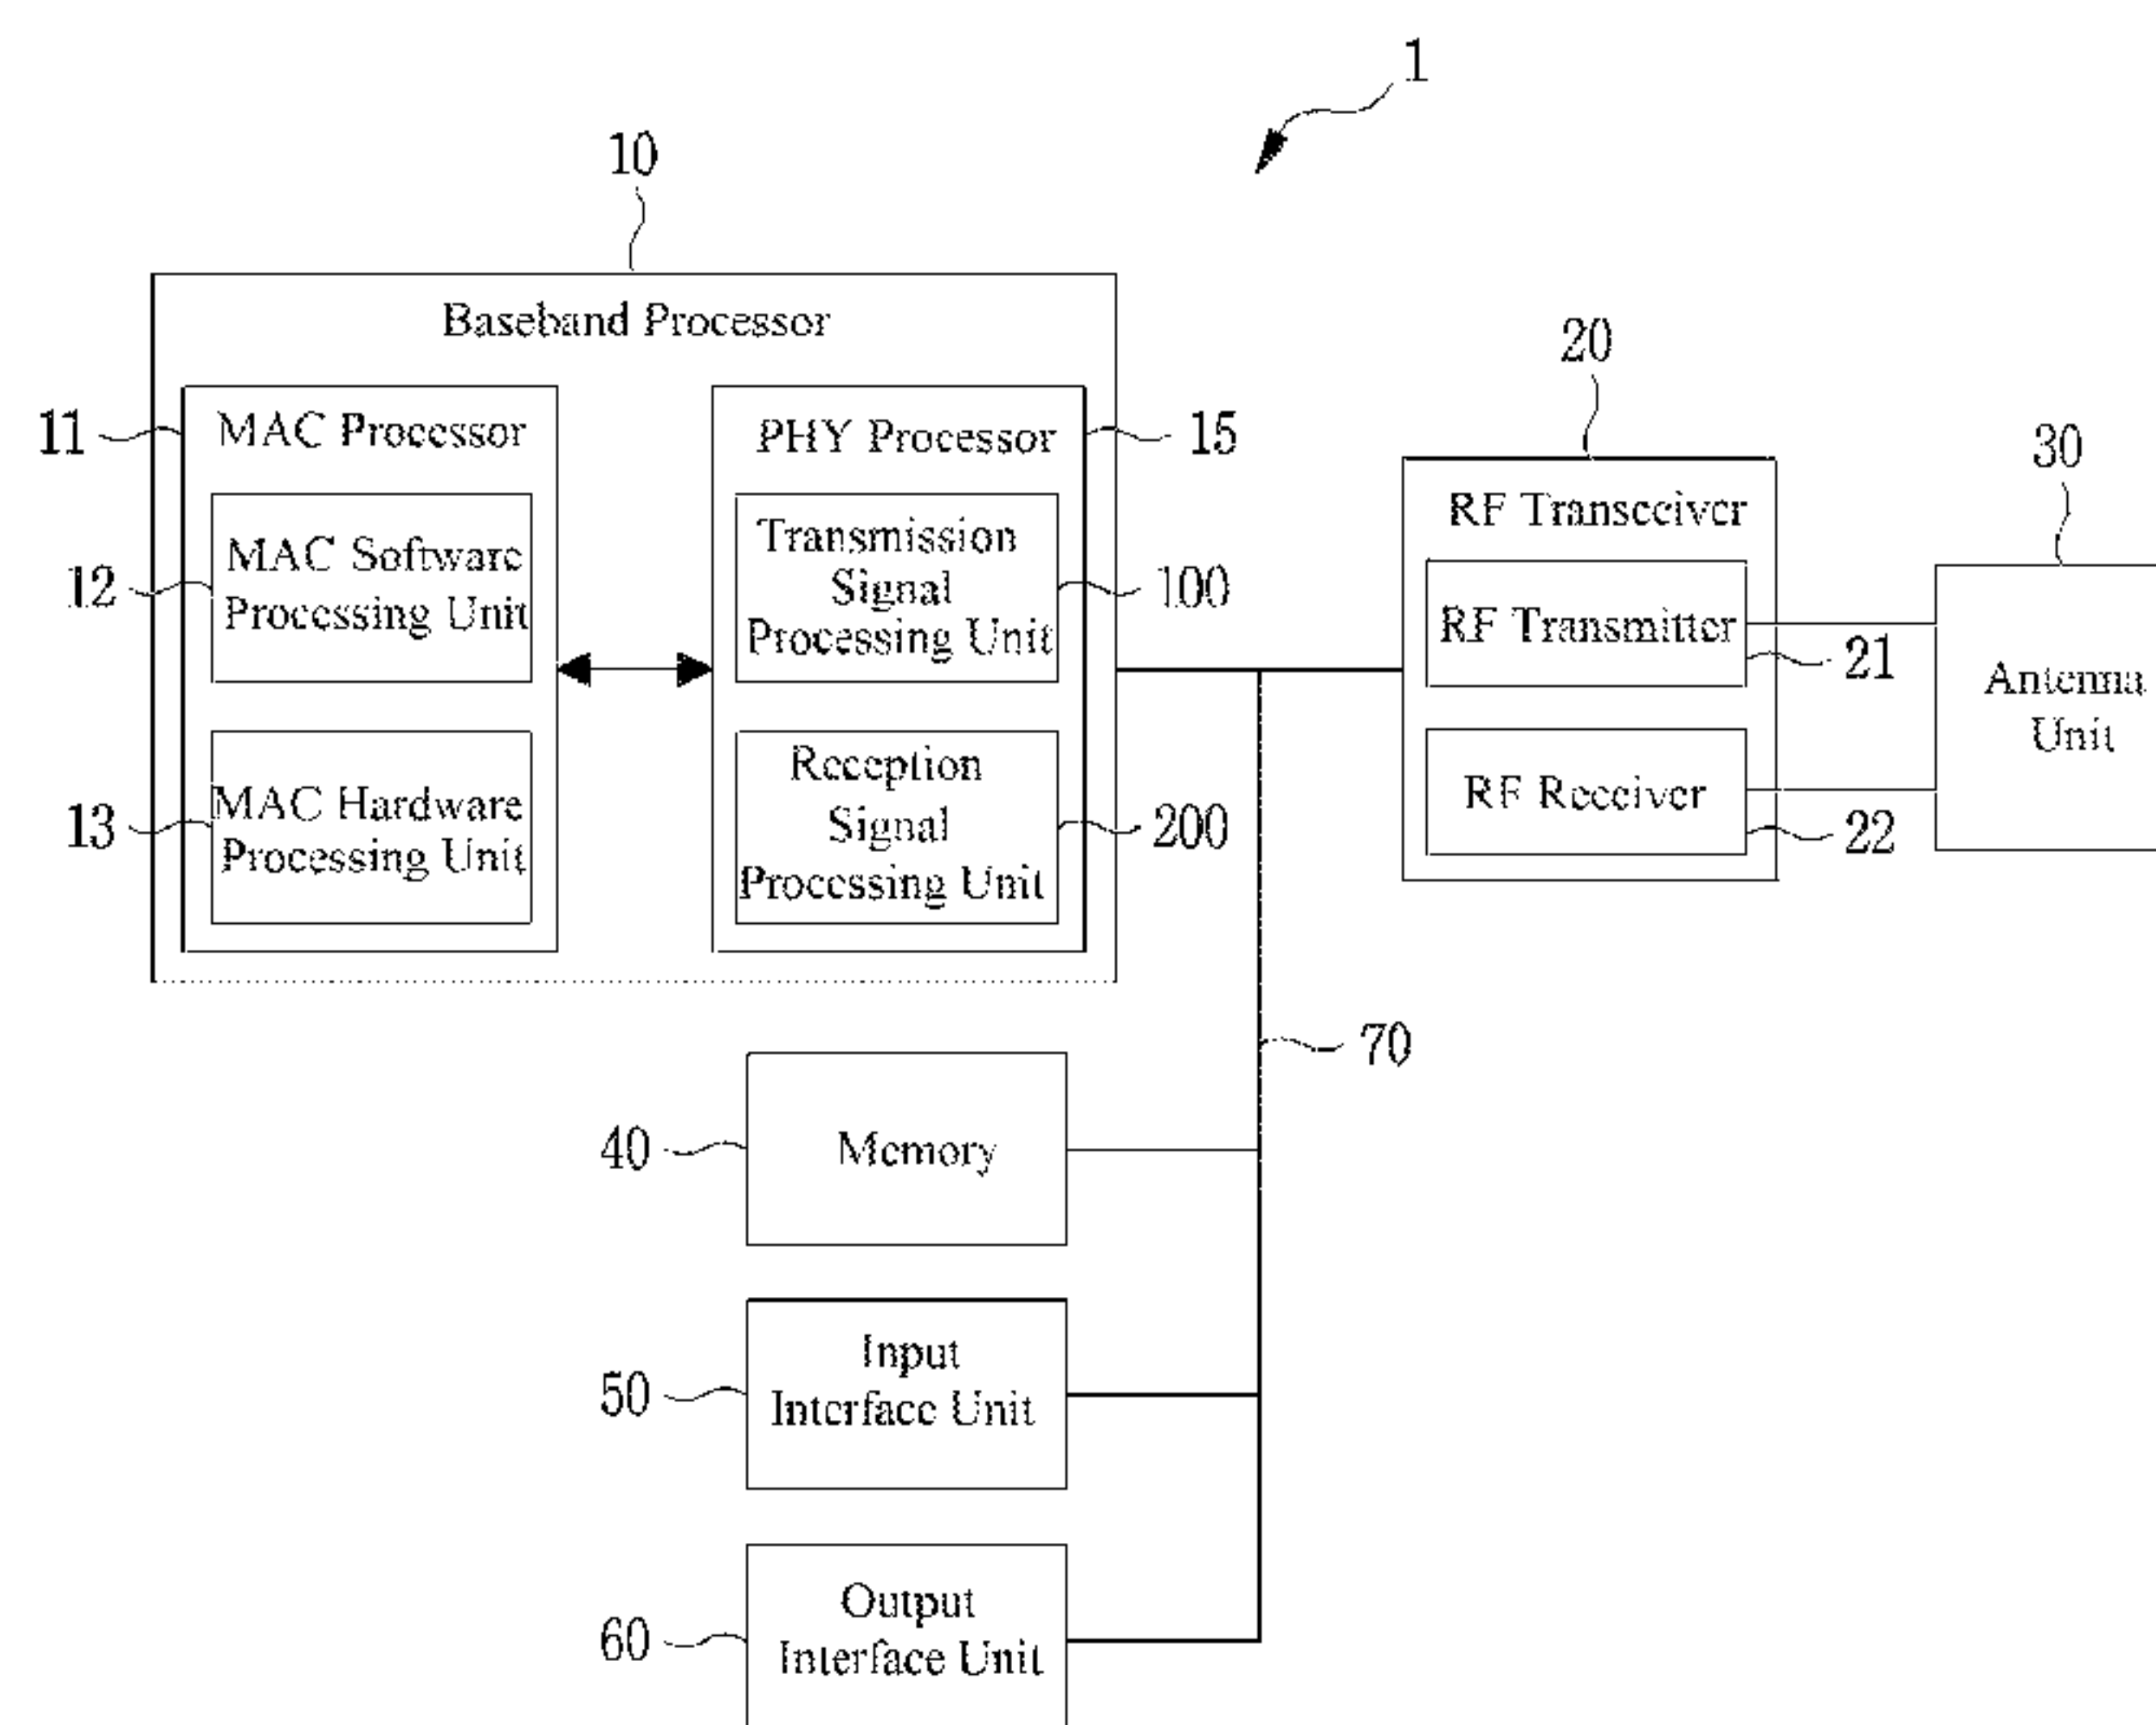 1
10
Baseband Processor
20
30
11
MAC Processor
PHY Processor
15
RF Transceiver
12
MAC Software
Processing Unit
Transmission
Signal
Processing Unit
100
RF Transmitter
21
Antenna
Unit
13
MAC Hardware
Processing Unit
Reception
Signal
Processing Unit
200
RF Receiver
22
70
40
Memory
50
Input
Interface Unit
60
Output
Interface Unit